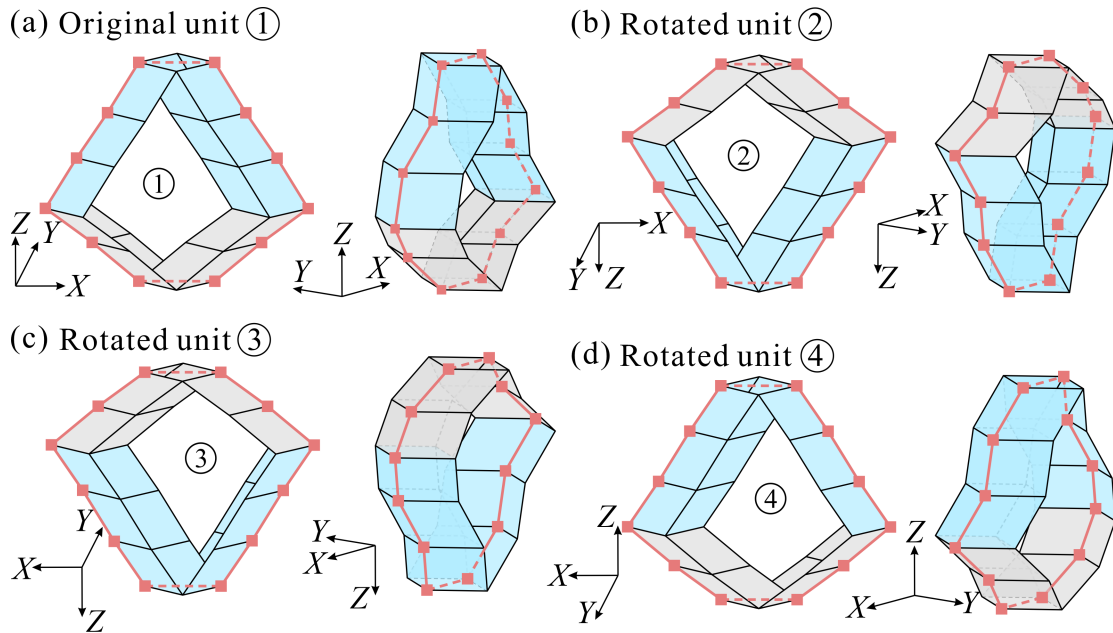 (a) Original unit ①
(b) Rotated unit ②
①
Z
Y
X
Z
Y
X
②
X
Y
Z
X
Y
Z
(c) Rotated unit ③
(d) Rotated unit ④
③
Y
X
Z
Y
X
Z
④
Z
X
Y
Z
X
Y